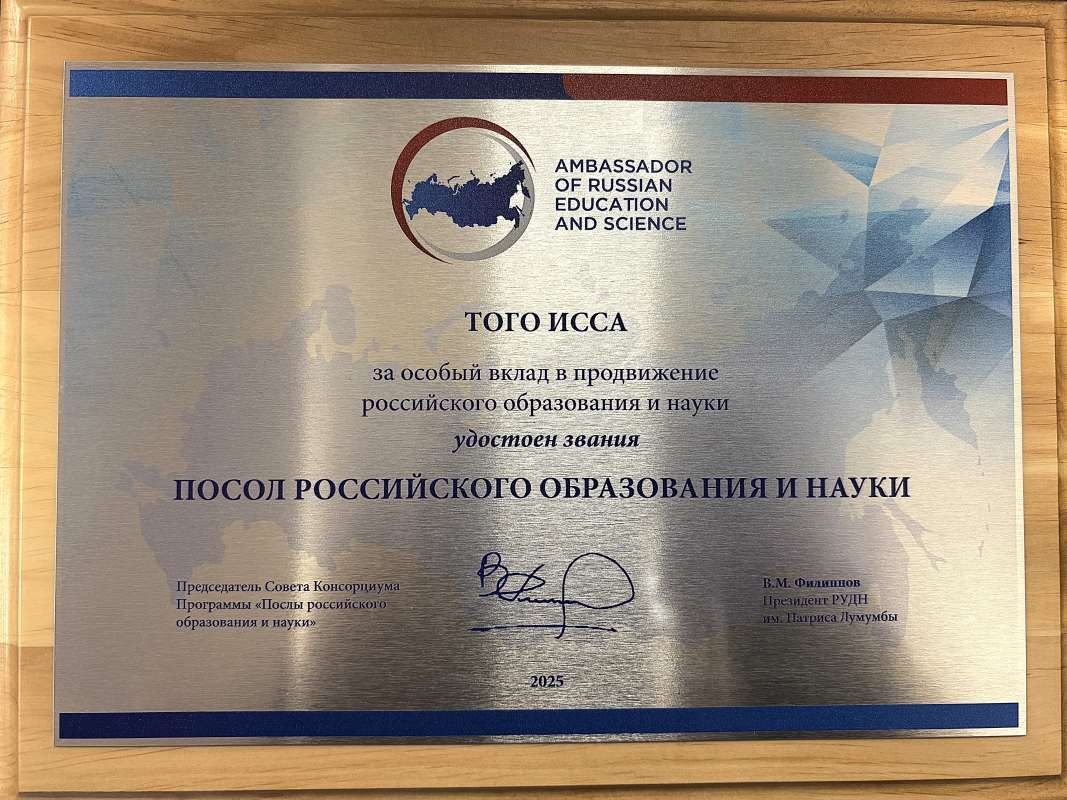 AMBASSADOR
OF RUSSIAN
EDUCATION
AND SCIENCE
ТОГО ИССА
за особый вклад в продвижение
российского образования и науки
удостоен звания
ПОСОЛ РОССИЙСКОГО ОБРАЗОВАНИЯ И НАУКИ
Председатель Совета Консорциума
Программы «Послы российского
образования и науки»
В.М. Филиппов
Президент РУДН
им. Патриса Лумумбы
2025